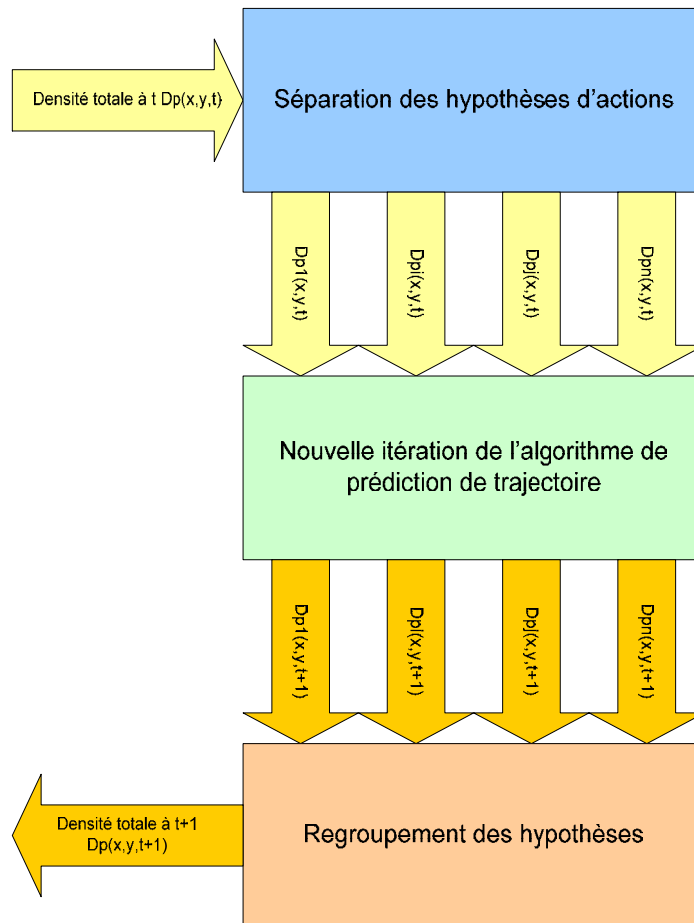 Densité totale à t Dp(x,y,t)
Séparation des hypothèses d'actions
Dp1(x,y,t)
Dpi(x,y,t)
Dpj(x,y,t)
Dpn(x,y,t)
Nouvelle itération de l'algorithme de
prédiction de trajectoire
Dp1(x,y,t+1)
Dpi(x,y,t+1)
Dpj(x,y,t+1)
Dpn(x,y,t+1)
Densité totale à t+1
Dp(x,y,t+1)
Regroupement des hypothèses